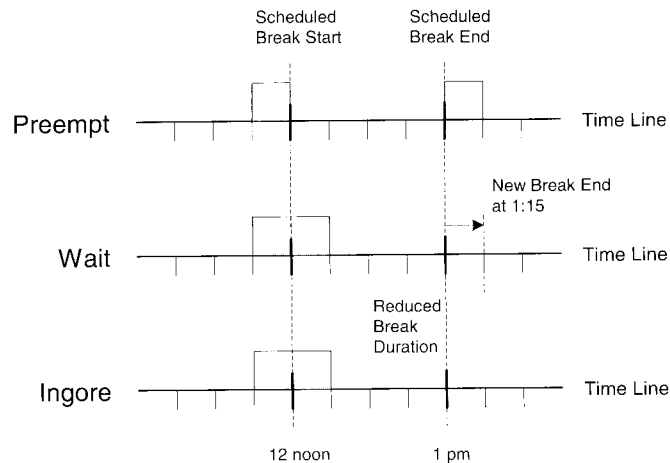 Scheduled
Break Start
Scheduled
Break End
Preempt
Time Line
New Break End
at 1:15
Wait
Time Line
Reduced
Break
Duration
Ingore
Time Line
12 noon
1 pm